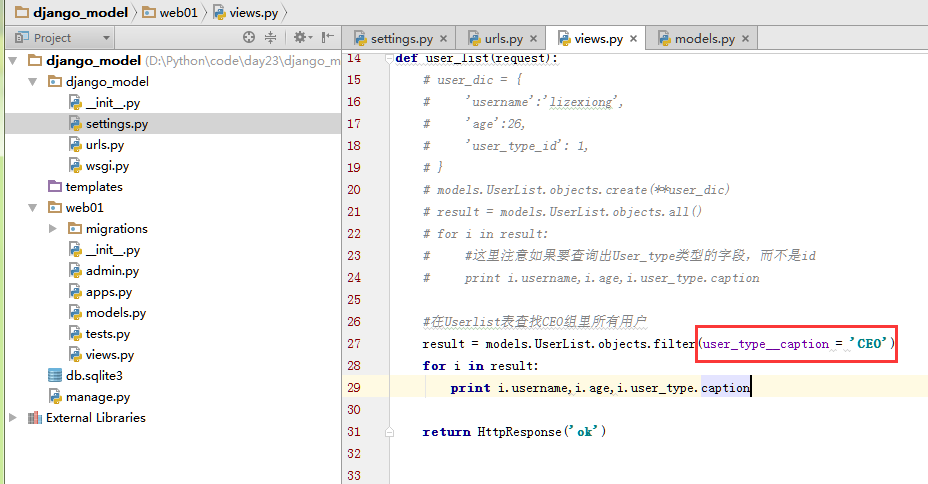 django_model web01 views.py
Project
settings.py urls.py views.py models.py
django_model (D:\Python\code\day23\django_m
django_model
__init__.py
settings.py
urls.py
wsgi.py
templates
web01
migrations
__init__.py
admin.py
apps.py
models.py
tests.py
views.py
db.sqlite3
manage.py
External Libraries
14 def user_list(request):
15 # user_dic = {
16 # 'username':'lizexiong',
17 # 'age':26,
18 # 'user_type_id': 1,
19 # }
20 # models.UserList.objects.create(**user_dic)
21 # result = models.UserList.objects.all()
22 # for i in result:
23 # #这里注意如果要查询出User_type类型的字段，而不是id
24 # print i.username,i.age,i.user_type.caption
25
26 #在Userlist表查找CEO组里所有用户
27 result = models.UserList.objects.filter(user_type__caption = 'CEO')
28 for i in result:
29 print i.username,i.age,i.user_type.caption
30
31 return HttpResponse('ok')
32
33